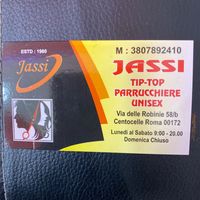 ESTD : 1980
Jassi
M : 3807892410
JASSI
TIP-TOP
PARRUCCHIERE
UNISEX
Via delle Robinie 58/b
Centocelle Roma 00172
Lunedi al Sabato 9:00 - 20.00
Domenica Chiuso